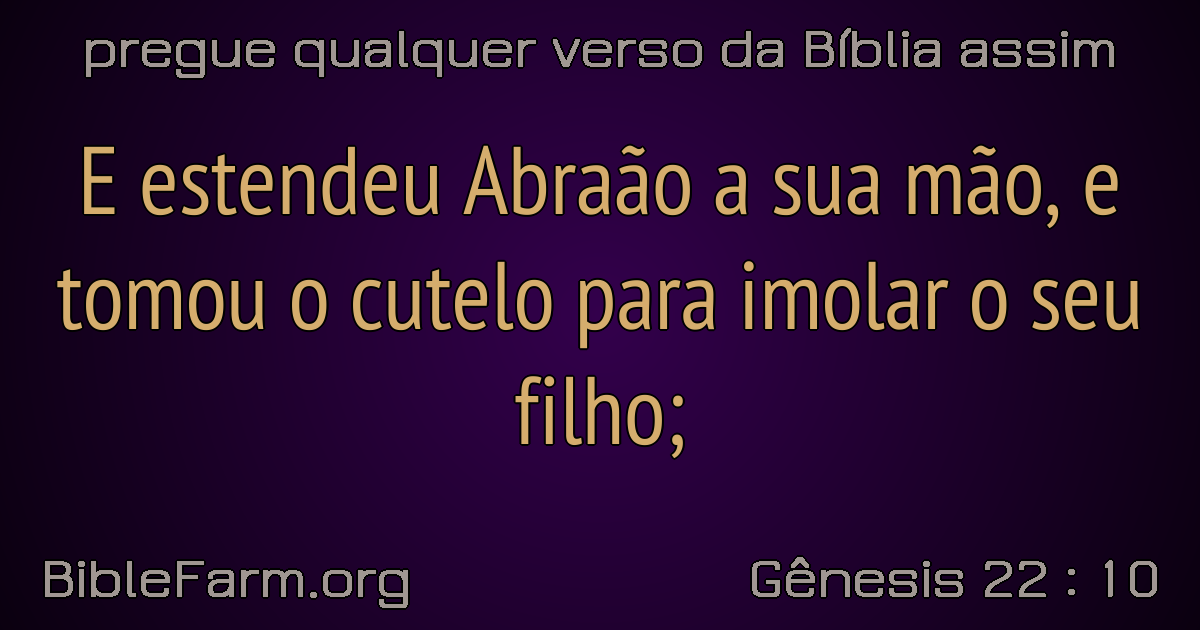 pregue qualquer verso da Bíblia assim
E estendeu Abraão a sua mão, e
tomou o cutelo para imolar o seu
filho;
BibleFarm.org
Gênesis 22 : 10